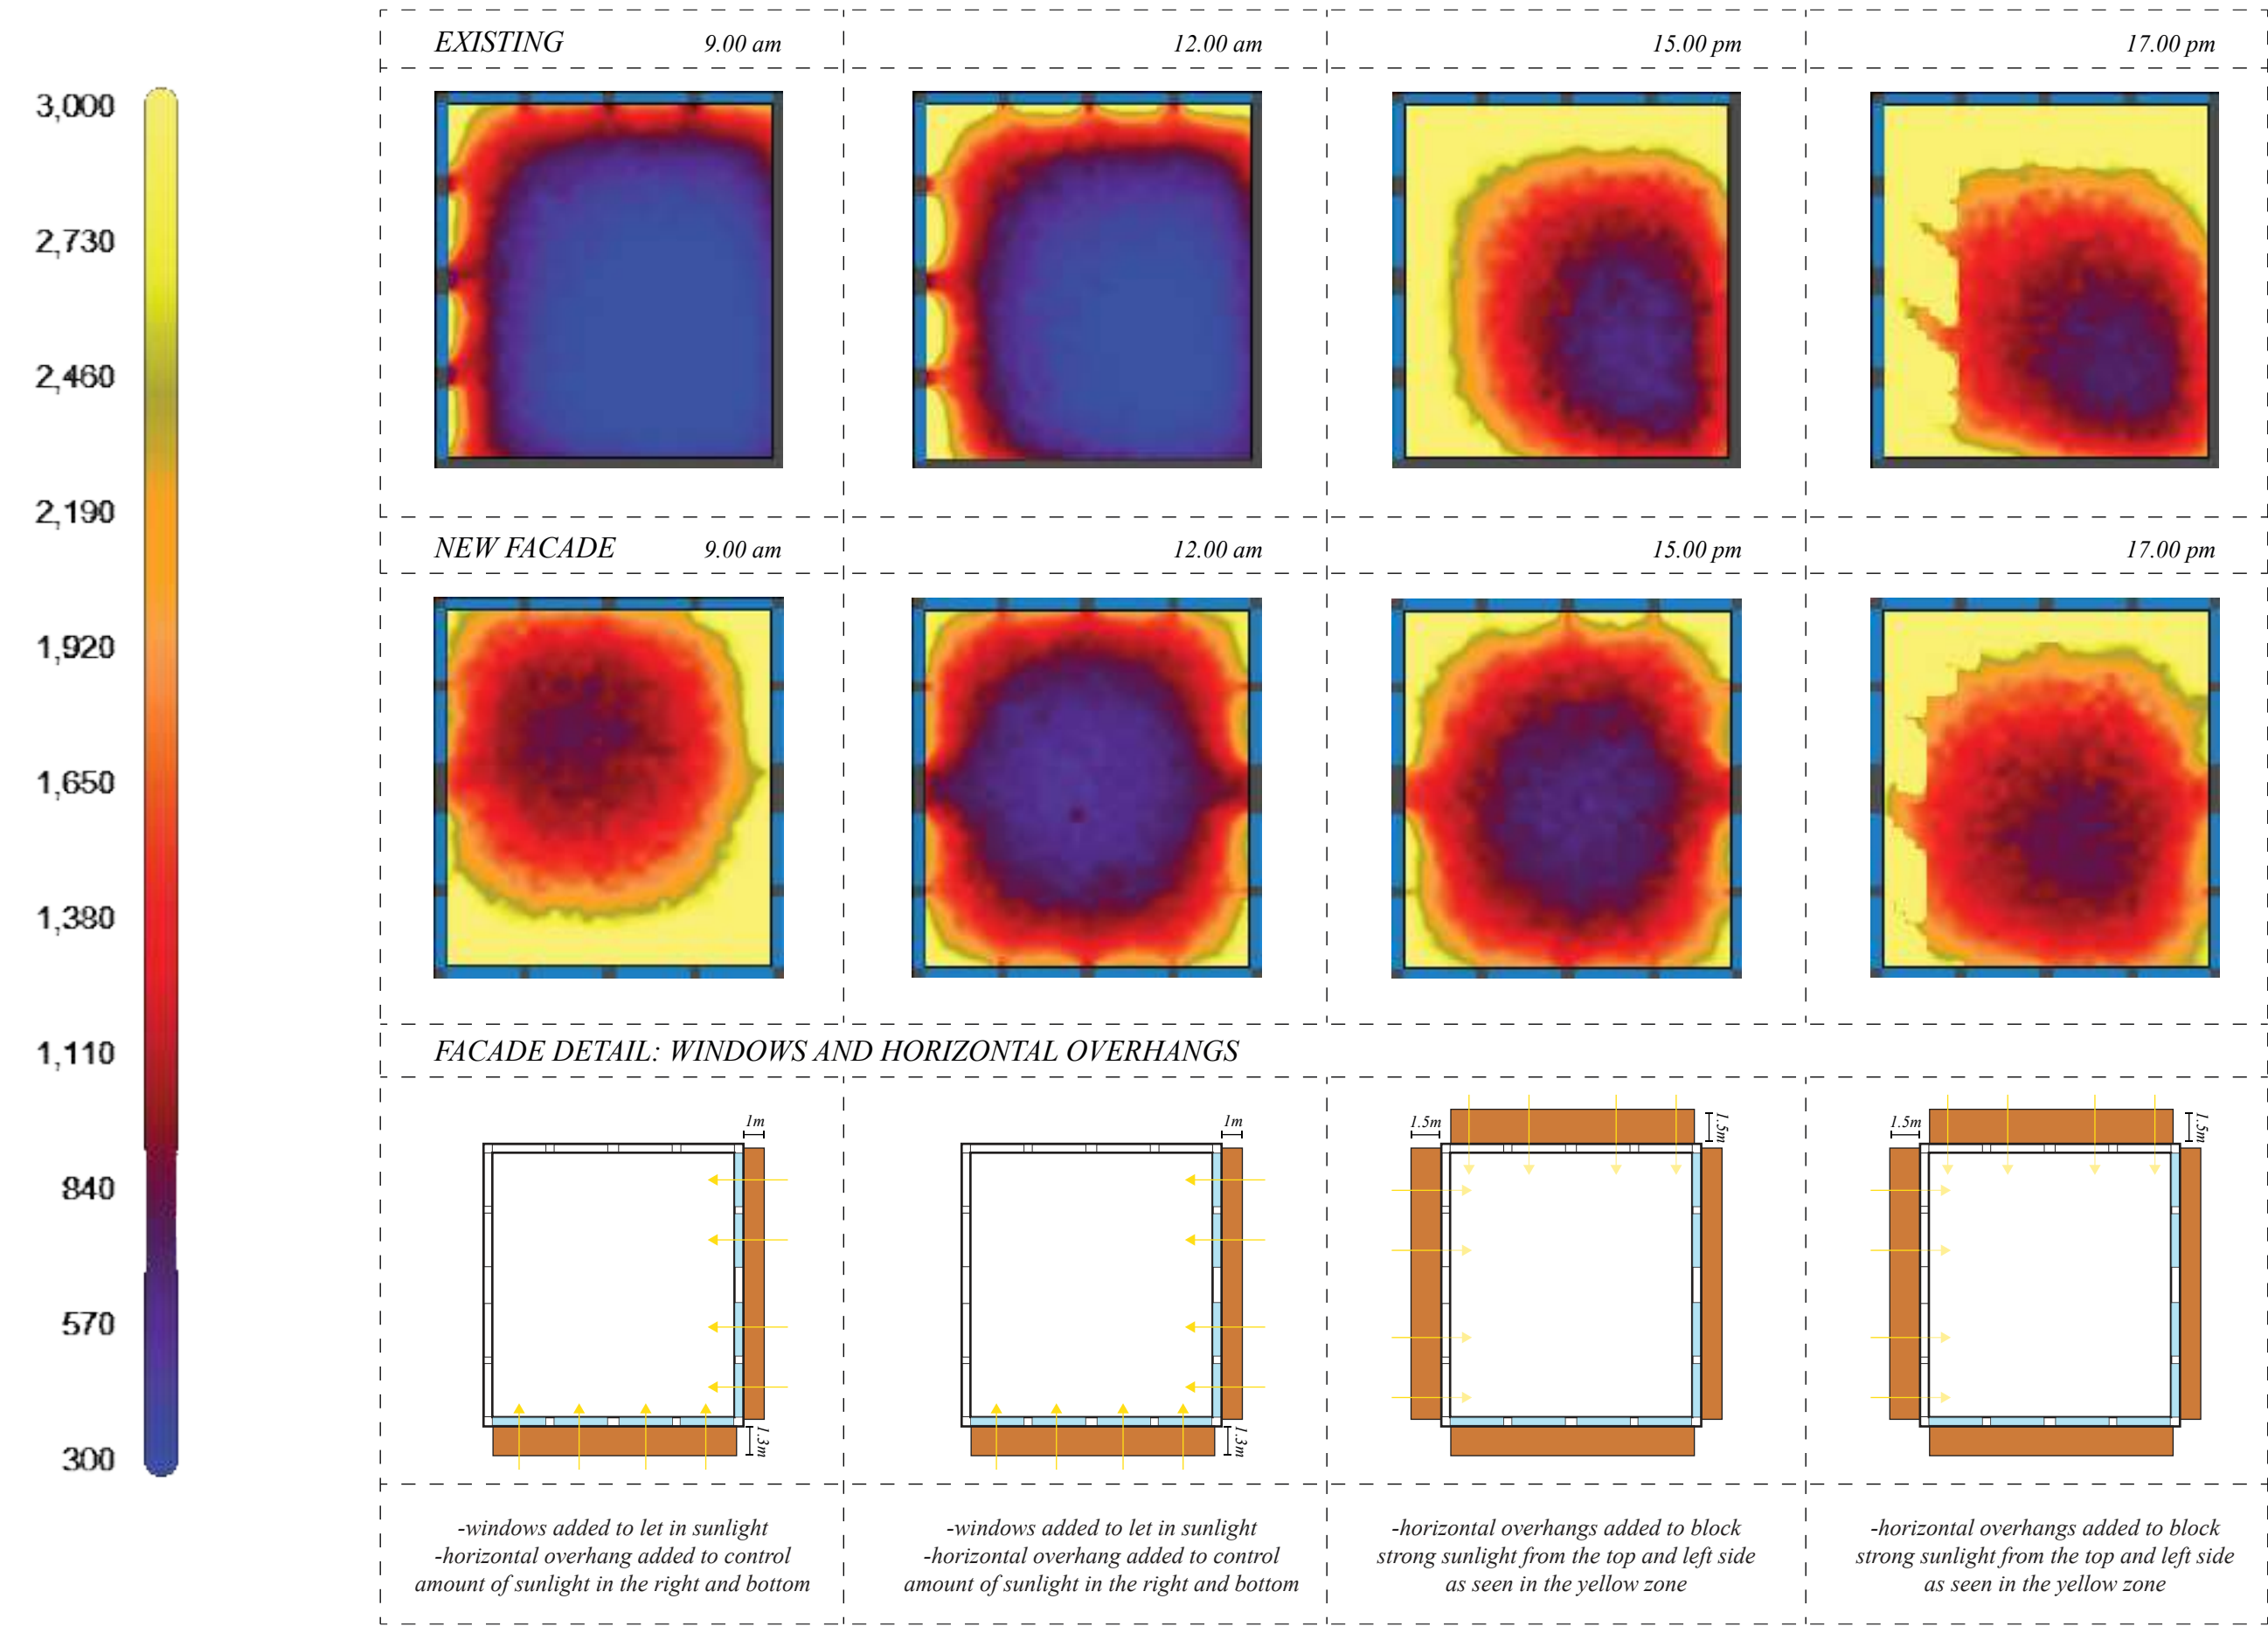 3,000
2,730
2,460
2,190
1,920
1,650
1,380
1,110
840
570
300
EXISTING 9.00 am
12.00 am
15.00 pm
17.00 pm
NEW FACADE 9.00 am
12.00 am
15.00 pm
17.00 pm
FACADE DETAIL: WINDOWS AND HORIZONTAL OVERHANGS
1m
1.3m
1m
1.3m
1.5m
1.5m
1.5m
1.5m
-windows added to let in sunlight
-horizontal overhang added to control
amount of sunlight in the right and bottom
-windows added to let in sunlight
-horizontal overhang added to control
amount of sunlight in the right and bottom
-horizontal overhangs added to block
strong sunlight from the top and left side
as seen in the yellow zone
-horizontal overhangs added to block
strong sunlight from the top and left side
as seen in the yellow zone